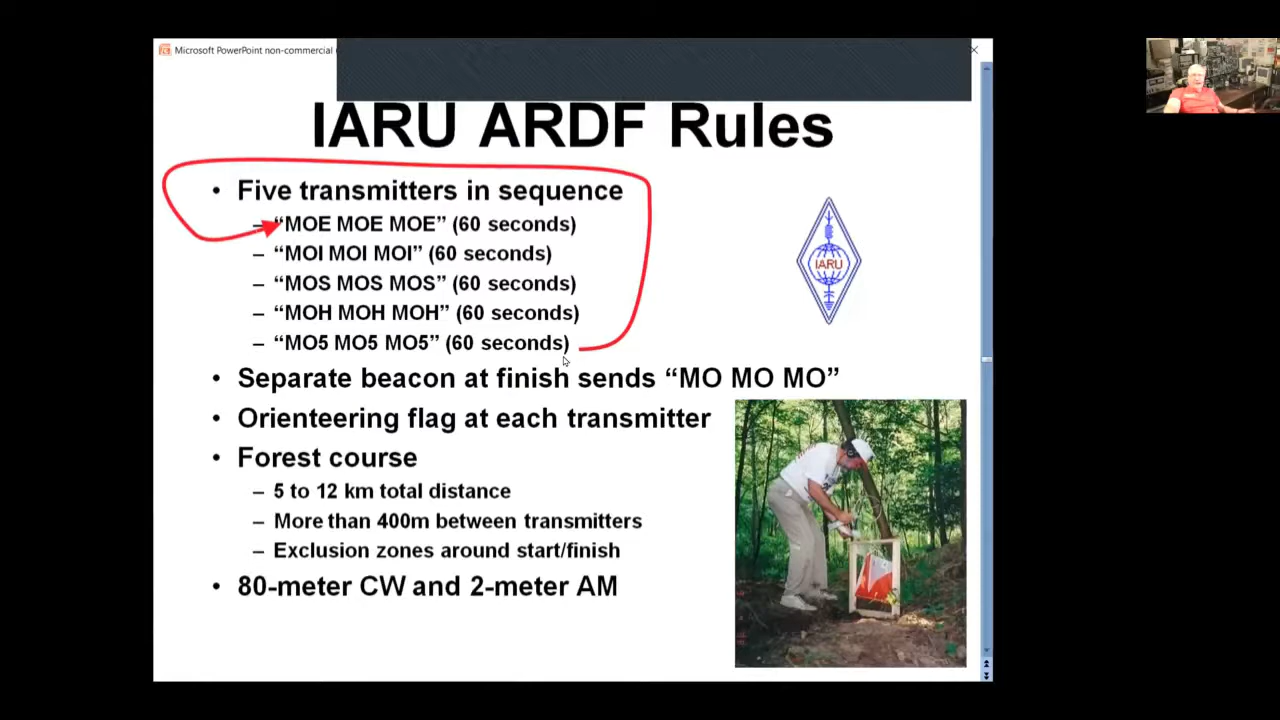 Microsoft PowerPoint non-commercial
IARU ARDF Rules
• Five transmitters in sequence
– “MOE MOE MOE” (60 seconds)
– “MOI MOI MOI” (60 seconds)
– “MOS MOS MOS” (60 seconds)
– “MOH MOH MOH” (60 seconds)
– “MO5 MO5 MO5” (60 seconds)
IARU
• Separate beacon at finish sends “MO MO MO”
• Orienteering flag at each transmitter
• Forest course
– 5 to 12 km total distance
– More than 400m between transmitters
– Exclusion zones around start/finish
• 80-meter CW and 2-meter AM